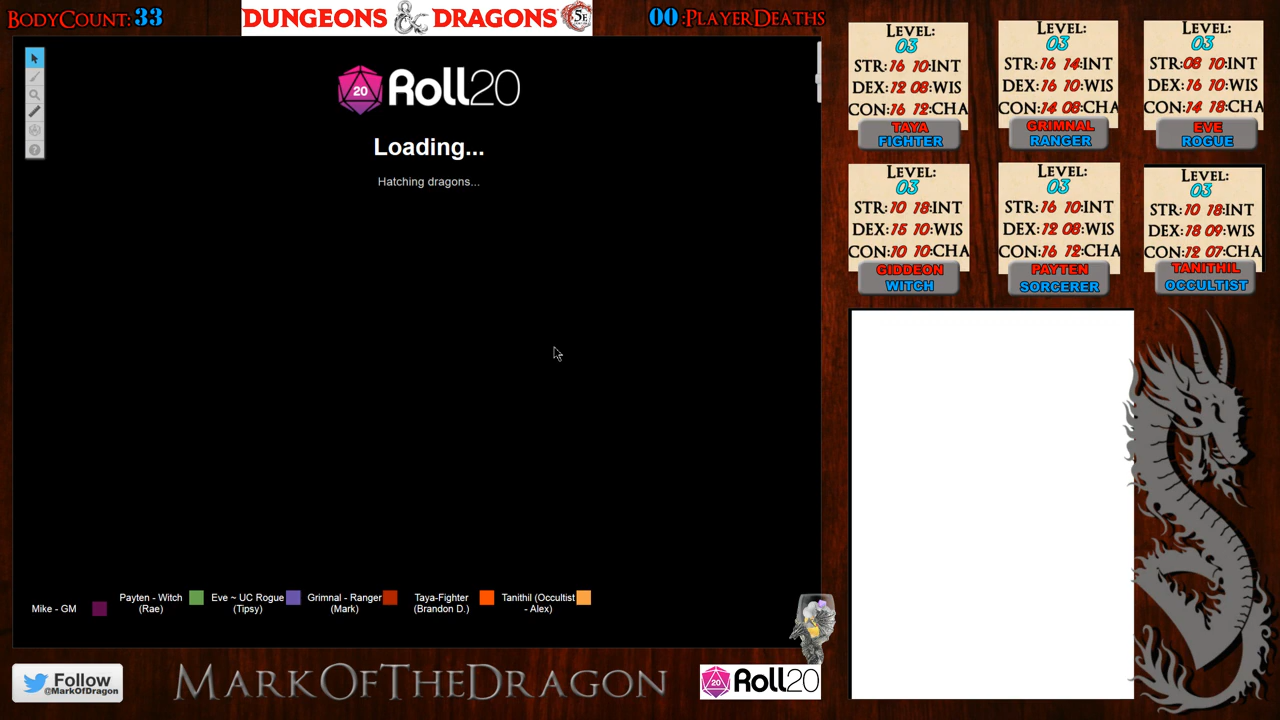 BODYCOUNT: 33
DUNGEONS & DRAGONS 5E
00 :PLAYERDEATHS
20 Roll20
Loading...
Hatching dragons...
Mike - GM
Payten - Witch
(Rae)
Eve ~ UC Rogue
(Tipsy)
Grimnal - Ranger
(Mark)
Taya-Fighter
(Brandon D.)
Tanithil (Occultist
- Alex)
LEVEL:
03
STR:16 10:INT
DEX:12 08:WIS
CON:16 12:CHA
TAYA
FIGHTER
LEVEL:
03
STR:16 14:INT
DEX:16 10:WIS
CON:14 08:CHA
GRIMNAL
RANGER
LEVEL:
03
STR:08 10:INT
DEX:16 10:WIS
CON:14 18:CHA
EVE
ROGUE
LEVEL:
03
STR:10 18:INT
DEX:15 10:WIS
CON:10 10:CHA
GIDDEON
WITCH
LEVEL:
03
STR:16 10:INT
DEX:12 08:WIS
CON:16 12:CHA
PAYTEN
SORCERER
LEVEL:
03
STR:10 18:INT
DEX:18 09:WIS
CON:12 07:CHA
TANITHIL
OCCULTIST
Follow
@MarkOfDragon
MARKOFTHEDRAGON
20 Roll20